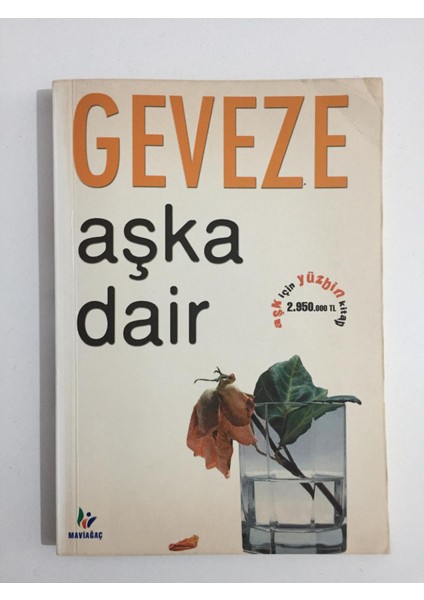 GEVEZE
aşka
dair
aşk için yüzbin kitap
2.950.000 TL
MAVİAĞAÇ